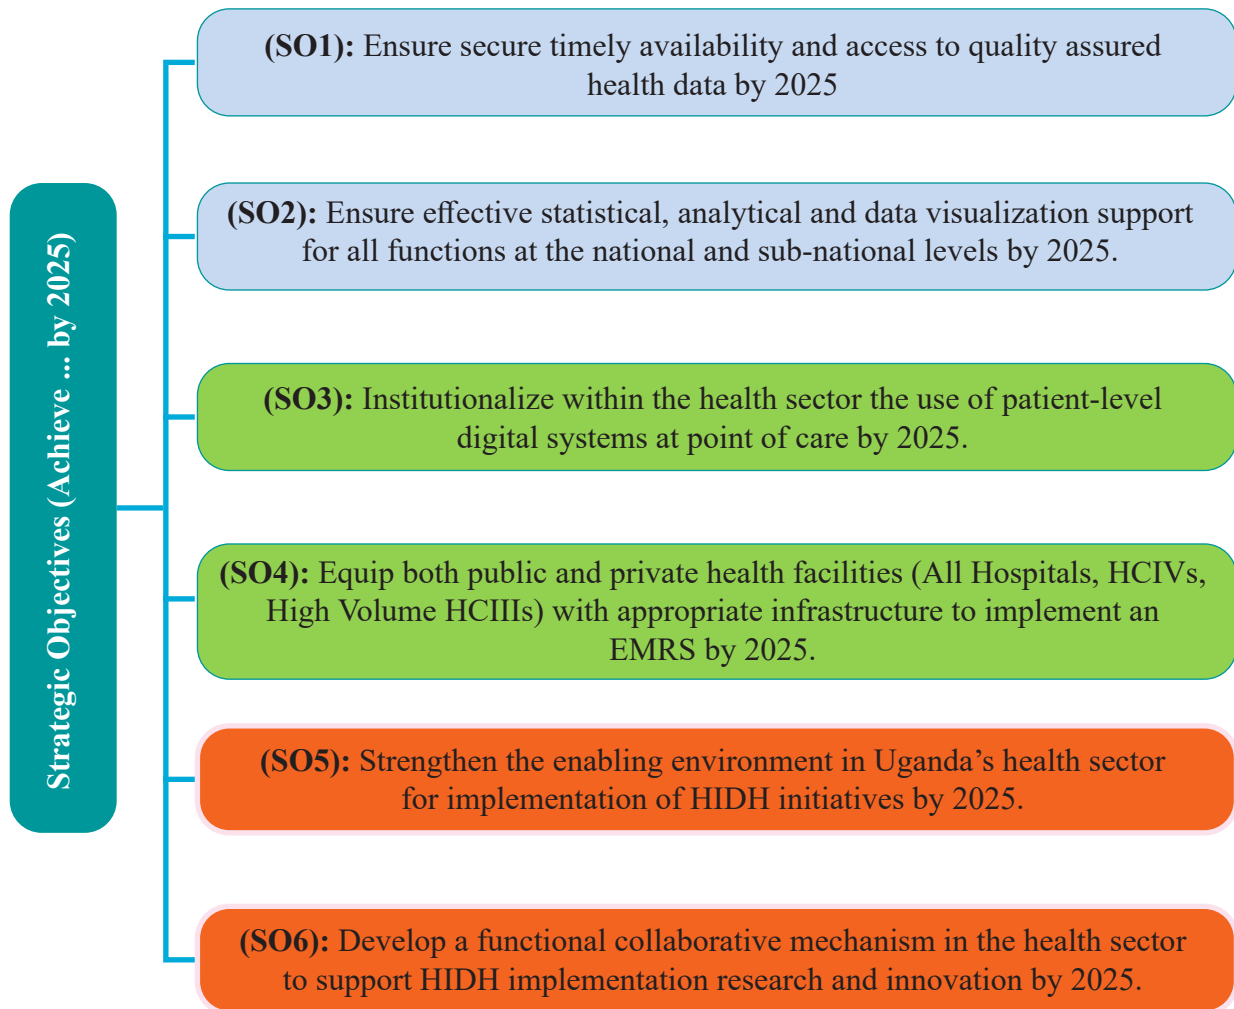 Strategic Objectives (Achieve ... by 2025)
(SO1): Ensure secure timely availability and access to quality assured
health data by 2025
(SO2): Ensure effective statistical, analytical and data visualization support
for all functions at the national and sub-national levels by 2025.
(SO3): Institutionalize within the health sector the use of patient-level
digital systems at point of care by 2025.
(SO4): Equip both public and private health facilities (All Hospitals, HCIVs,
High Volume HCIIIs) with appropriate infrastructure to implement an
EMRS by 2025.
(SO5): Strengthen the enabling environment in Uganda’s health sector
for implementation of HIDH initiatives by 2025.
(SO6): Develop a functional collaborative mechanism in the health sector
to support HIDH implementation research and innovation by 2025.